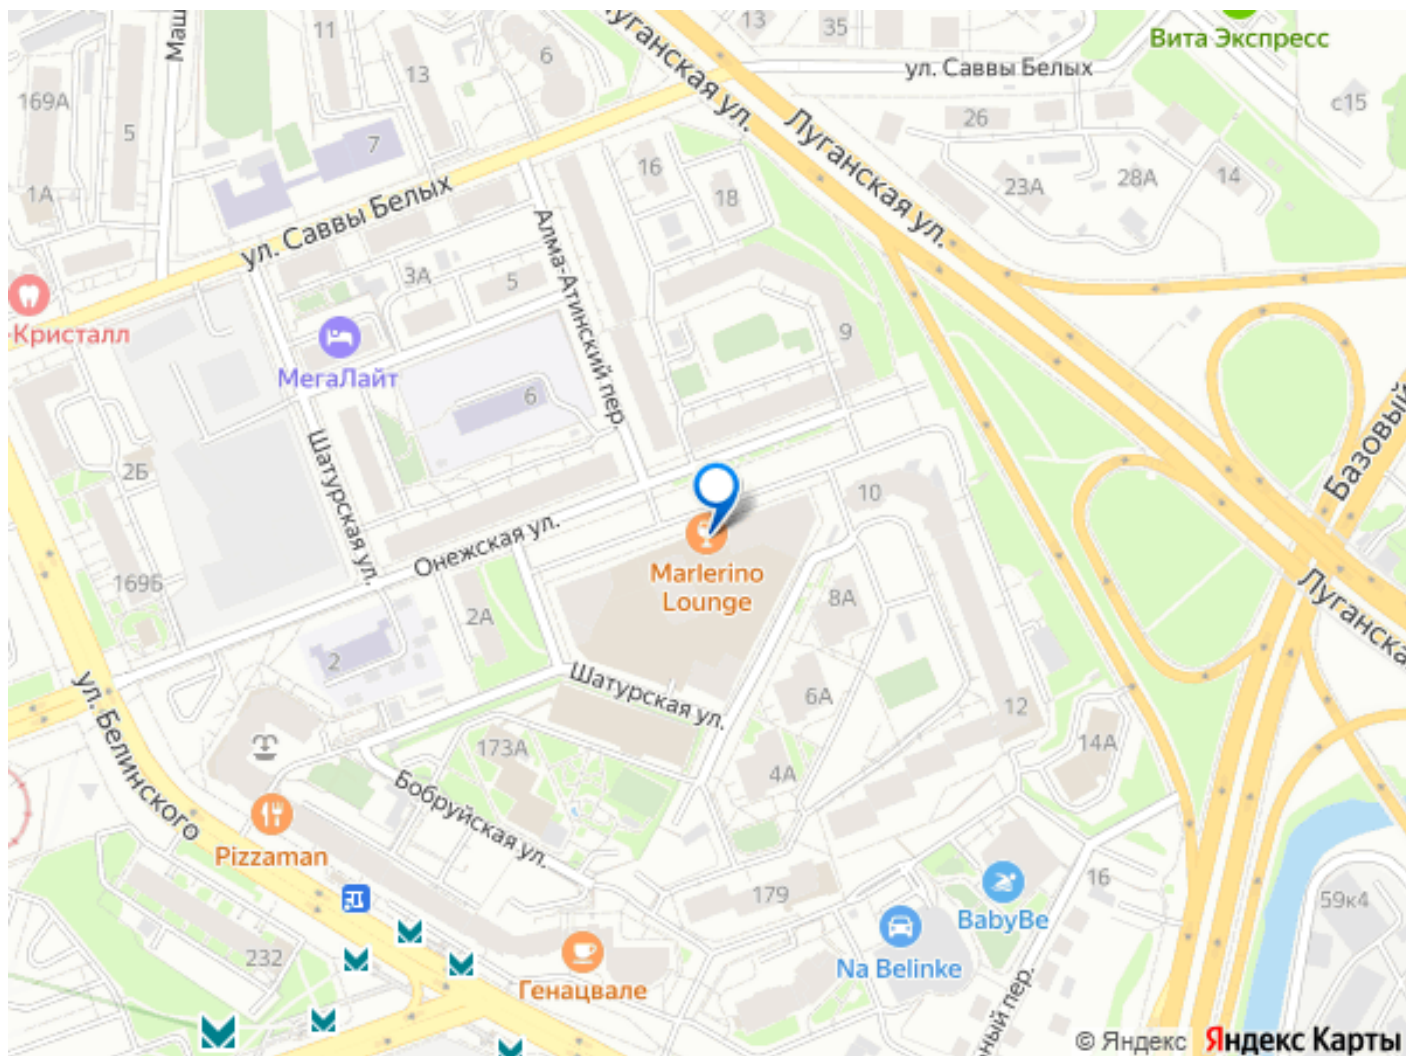 11
13
35
Вита Экспресс
Маш
13
6
Луганская ул.
ул. Саввы Белых
169А
5
7
26
с15
Луганская ул.
1А
16
18
23А
28А
14
ул. Саввы Белых
Алма-Атинский пер.
3А
5
Кристалл
9
МегаЛайт
6
Шатурская ул.
2Б
10
Базовый
Онежская ул.
169Б
Marlerino
Lounge
8А
2А
2
Луганска
Шатурская ул.
6А
12
ул. Белинского
173А
4А
14А
Бобруйская ул.
Pizzaman
179
16
59к4
BabyBe
232
Na Belinke
Генацвале
ный пер.
© Яндекс Яндекс Карты